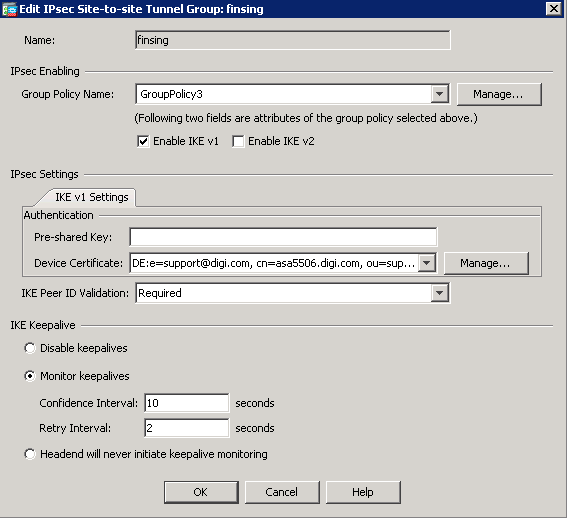 Edit IPsec Site-to-site Tunnel Group: finsing
Name: finsing
IPsec Enabling
Group Policy Name: GroupPolicy3 Manage...
(Following two fields are attributes of the group policy selected above.)
Enable IKE v1 Enable IKE v2
IPsec Settings
IKE v1 Settings
Authentication
Pre-shared Key:
Device Certificate: DE:e=support@digi.com, cn=asa5506.digi.com, ou=sup... Manage...
IKE Peer ID Validation: Required
IKE Keepalive
Disable keepalives
Monitor keepalives
Confidence Interval: 10 seconds
Retry Interval: 2 seconds
Headend will never initiate keepalive monitoring
OK Cancel Help